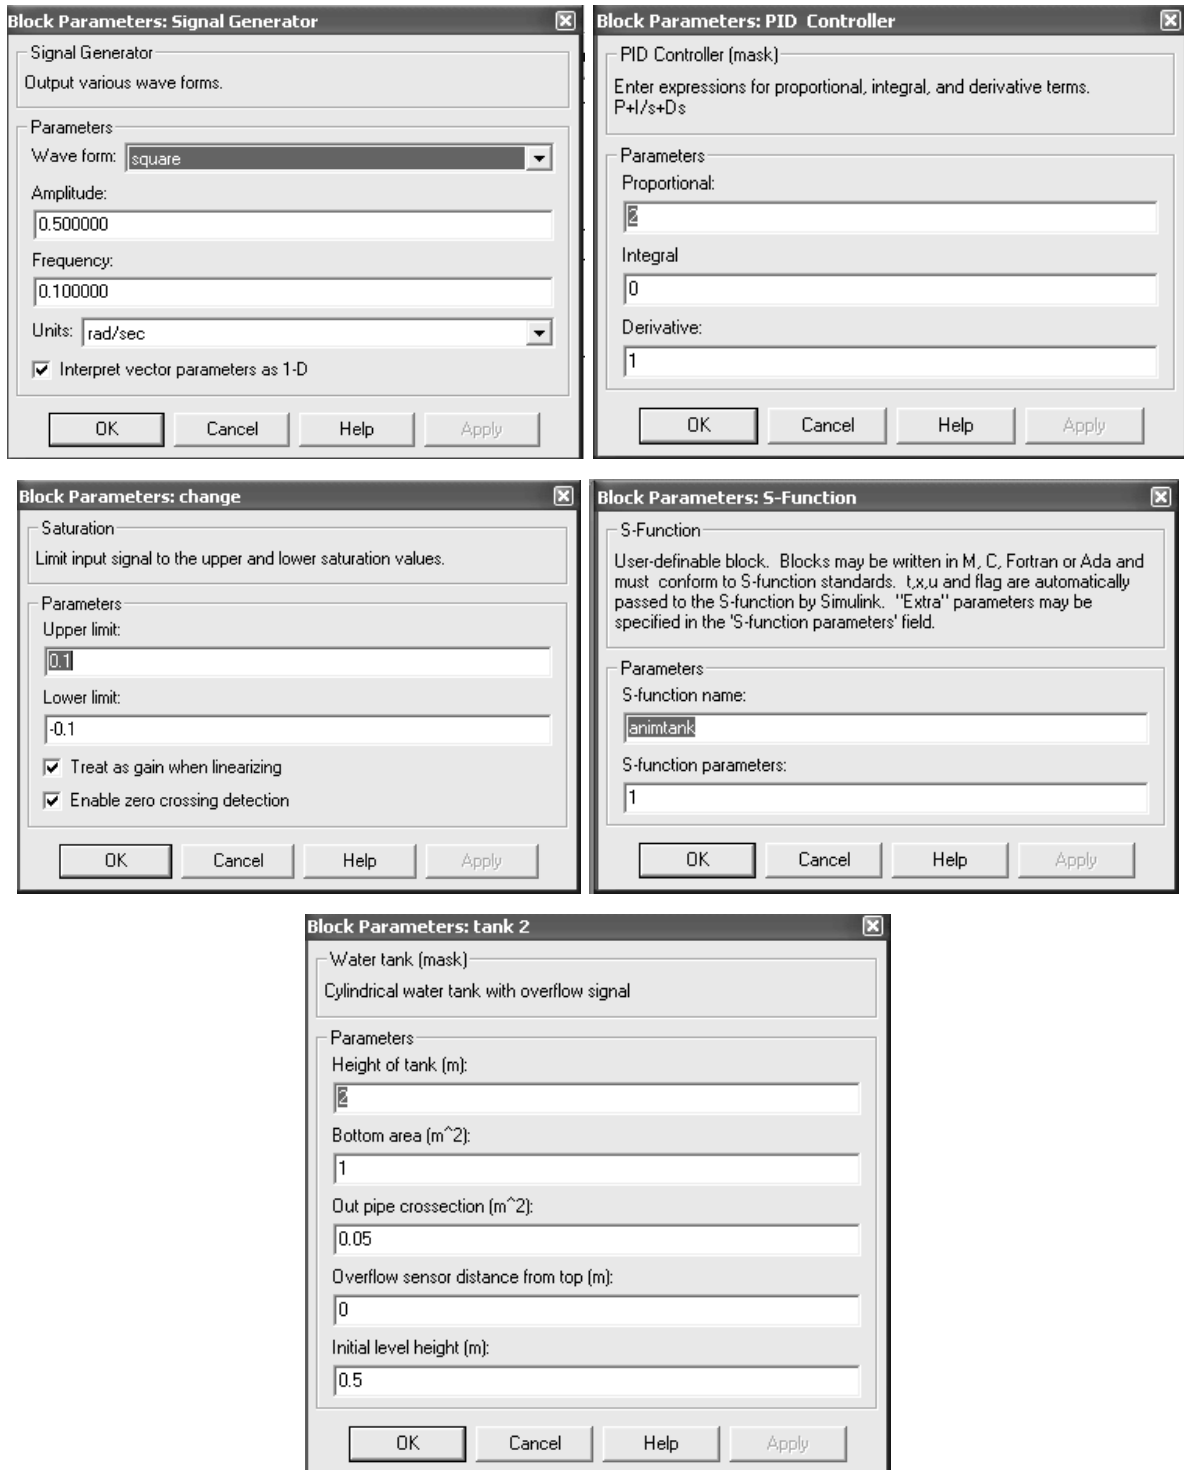 Block Parameters: Signal Generator
Signal Generator
Output various wave forms.
Parameters
Wave form: square
Amplitude:
0.500000
Frequency:
0.100000
Units: rad/sec
Interpret vector parameters as 1-D
OK Cancel Help Apply
Block Parameters: PID Controller
PID Controller (mask)
Enter expressions for proportional, integral, and derivative terms.
P+I/s+Ds
Parameters
Proportional:
2
Integral
0
Derivative:
1
OK Cancel Help Apply
Block Parameters: change
Saturation
Limit input signal to the upper and lower saturation values.
Parameters
Upper limit:
0.1
Lower limit:
-0.1
Treat as gain when linearizing
Enable zero crossing detection
OK Cancel Help Apply
Block Parameters: S-Function
S-Function
User-definable block. Blocks may be written in M, C, Fortran or Ada and
must conform to S-function standards. t,x,u and flag are automatically
passed to the S-function by Simulink. "Extra" parameters may be
specified in the 'S-function parameters' field.
Parameters
S-function name:
animtank
S-function parameters:
1
OK Cancel Help Apply
Block Parameters: tank 2
Water tank (mask)
Cylindrical water tank with overflow signal
Parameters
Height of tank (m):
2
Bottom area (m^2):
1
Out pipe crossection (m^2):
0.05
Overflow sensor distance from top (m):
0
Initial level height (m):
0.5
OK Cancel Help Apply